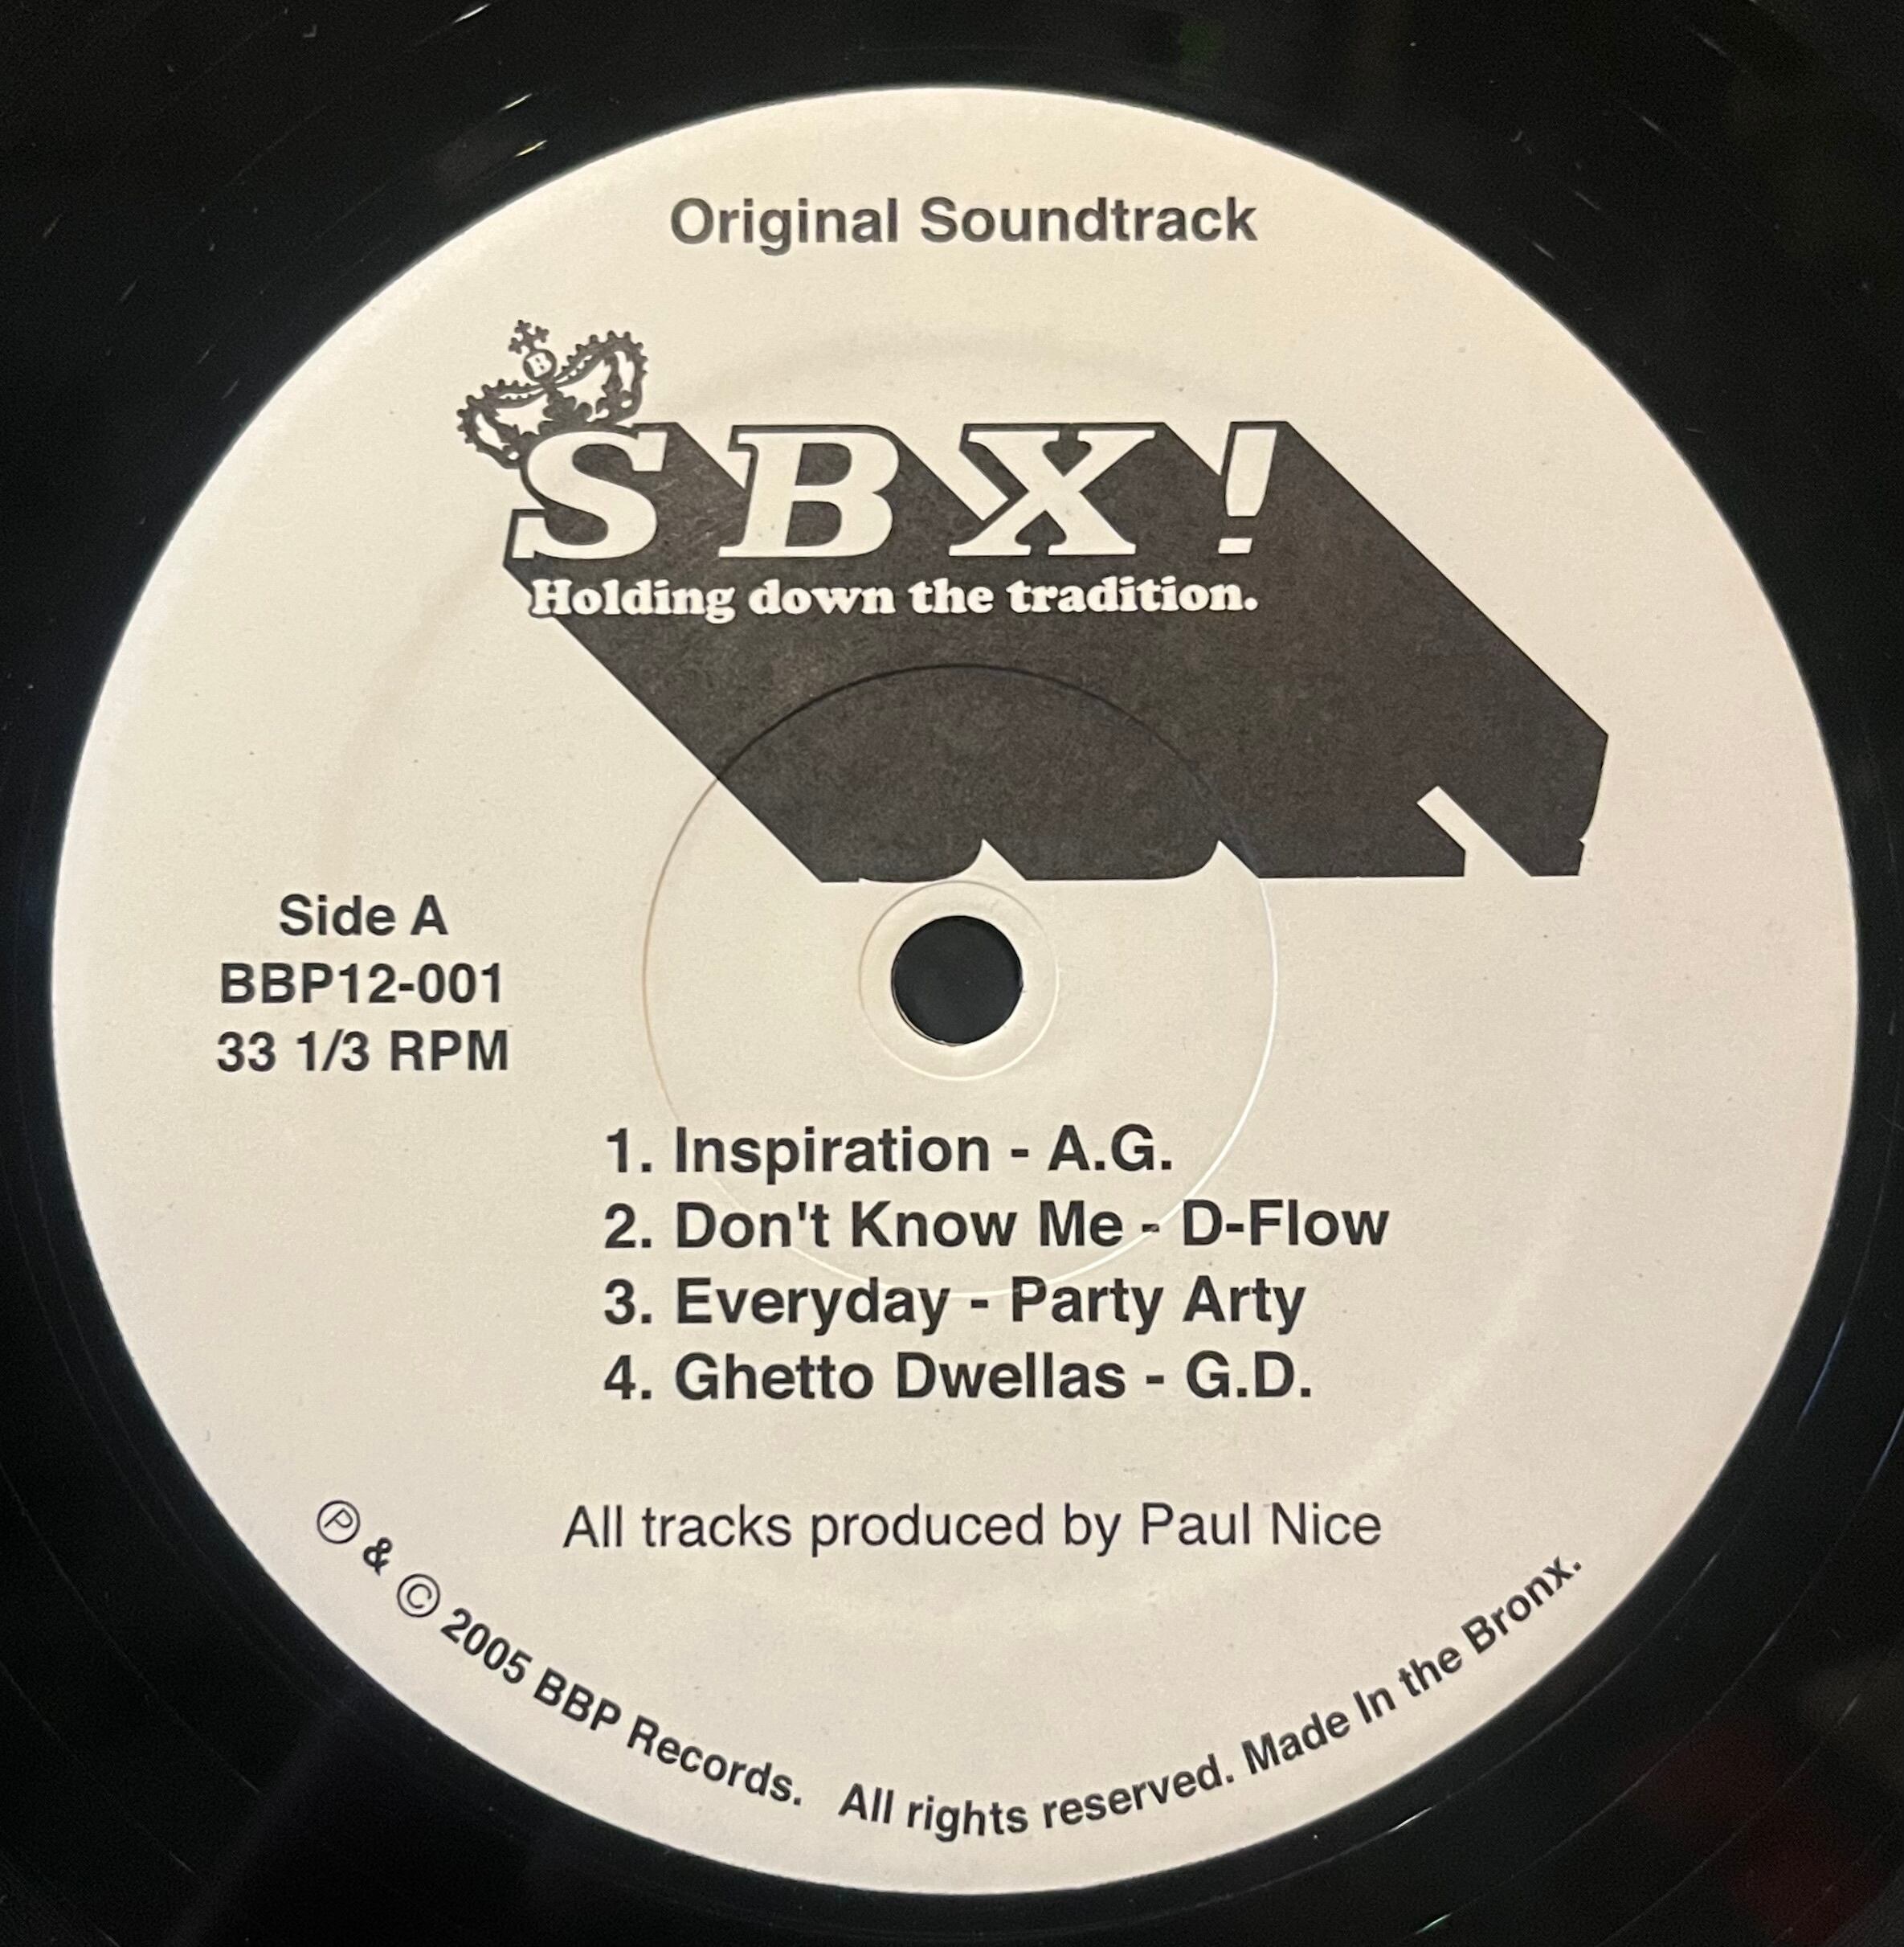 Original Soundtrack
B
SBX!
Holding down the tradition.
Side A
BBP12-001
33 1/3 RPM
1. Inspiration - A.G.
2. Don't Know Me - D-Flow
3. Everyday - Party Arty
4. Ghetto Dwellas - G.D.
All tracks produced by Paul Nice
℗ & © 2005 BBP Records. All rights reserved. Made In the Bronx.